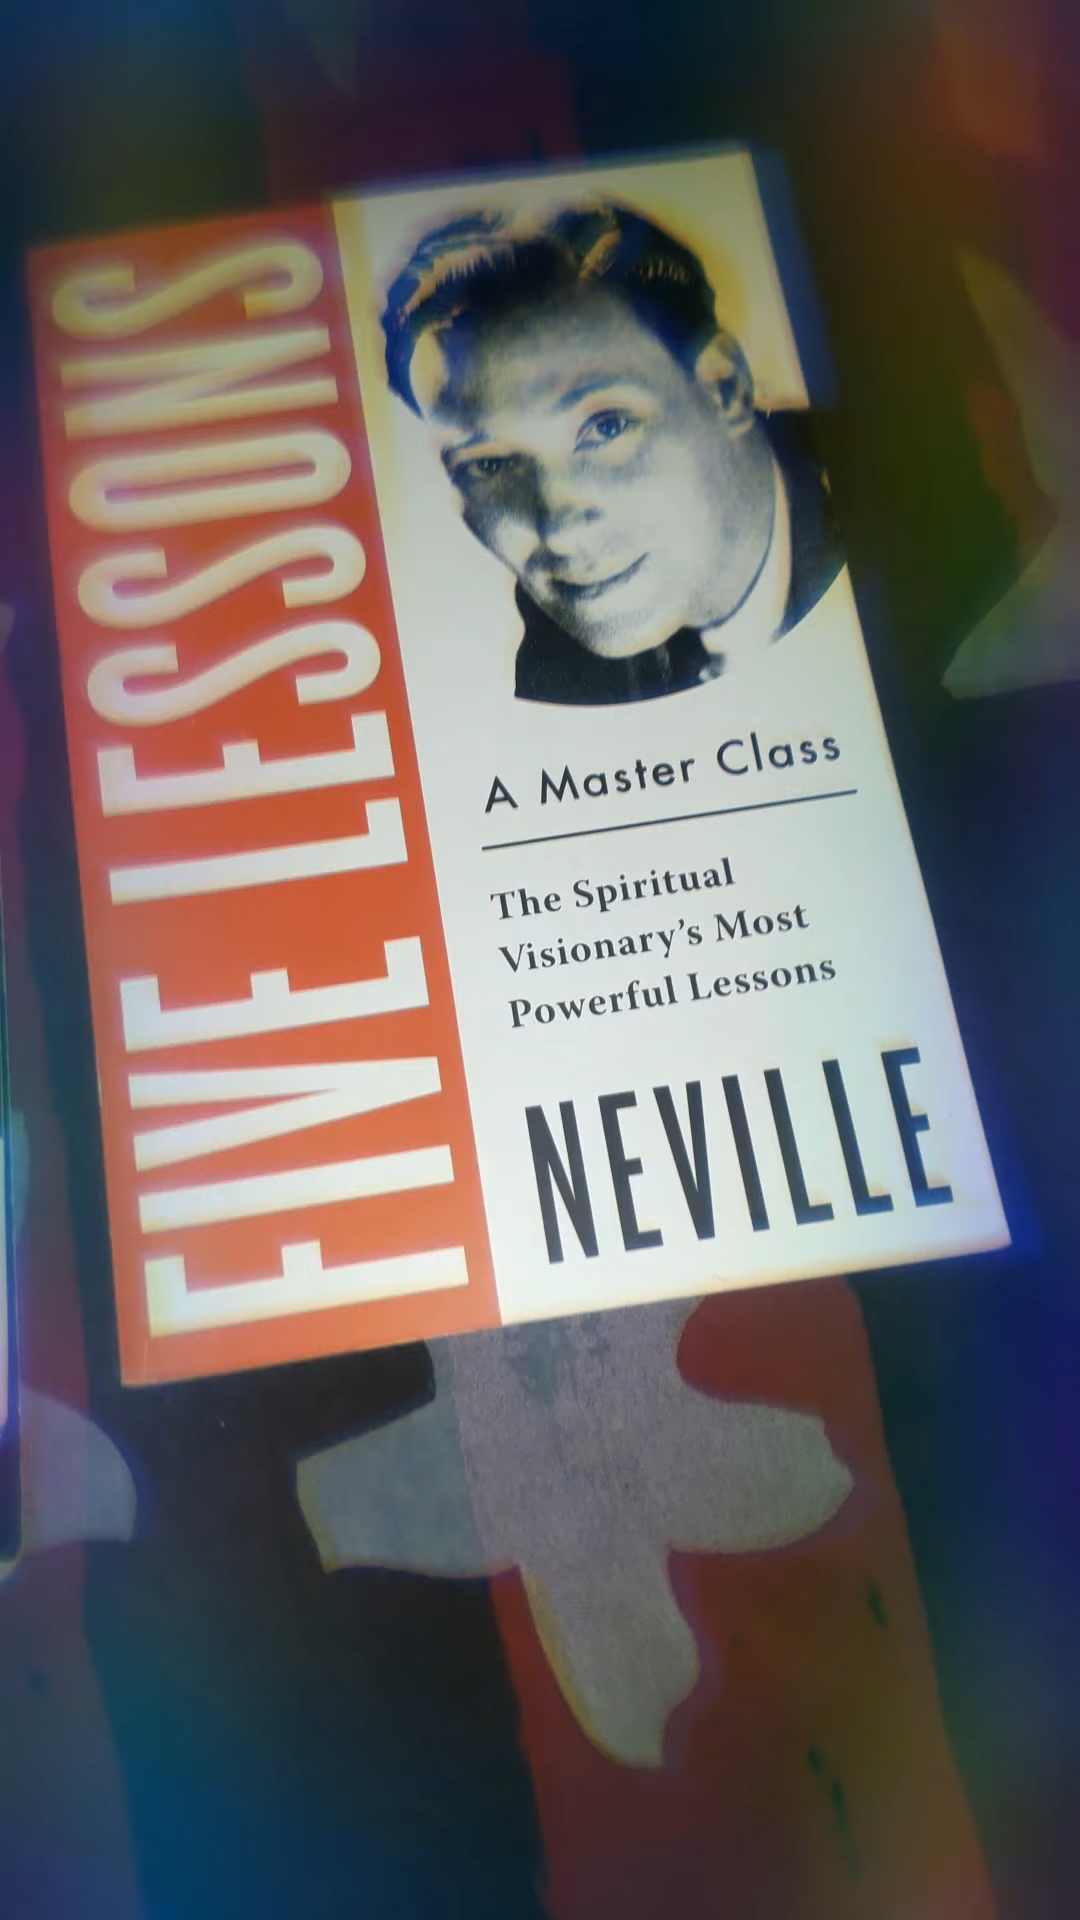 FIVE LESSONS
A Master Class
The Spiritual
Visionary's Most
Powerful Lessons
NEVILLE